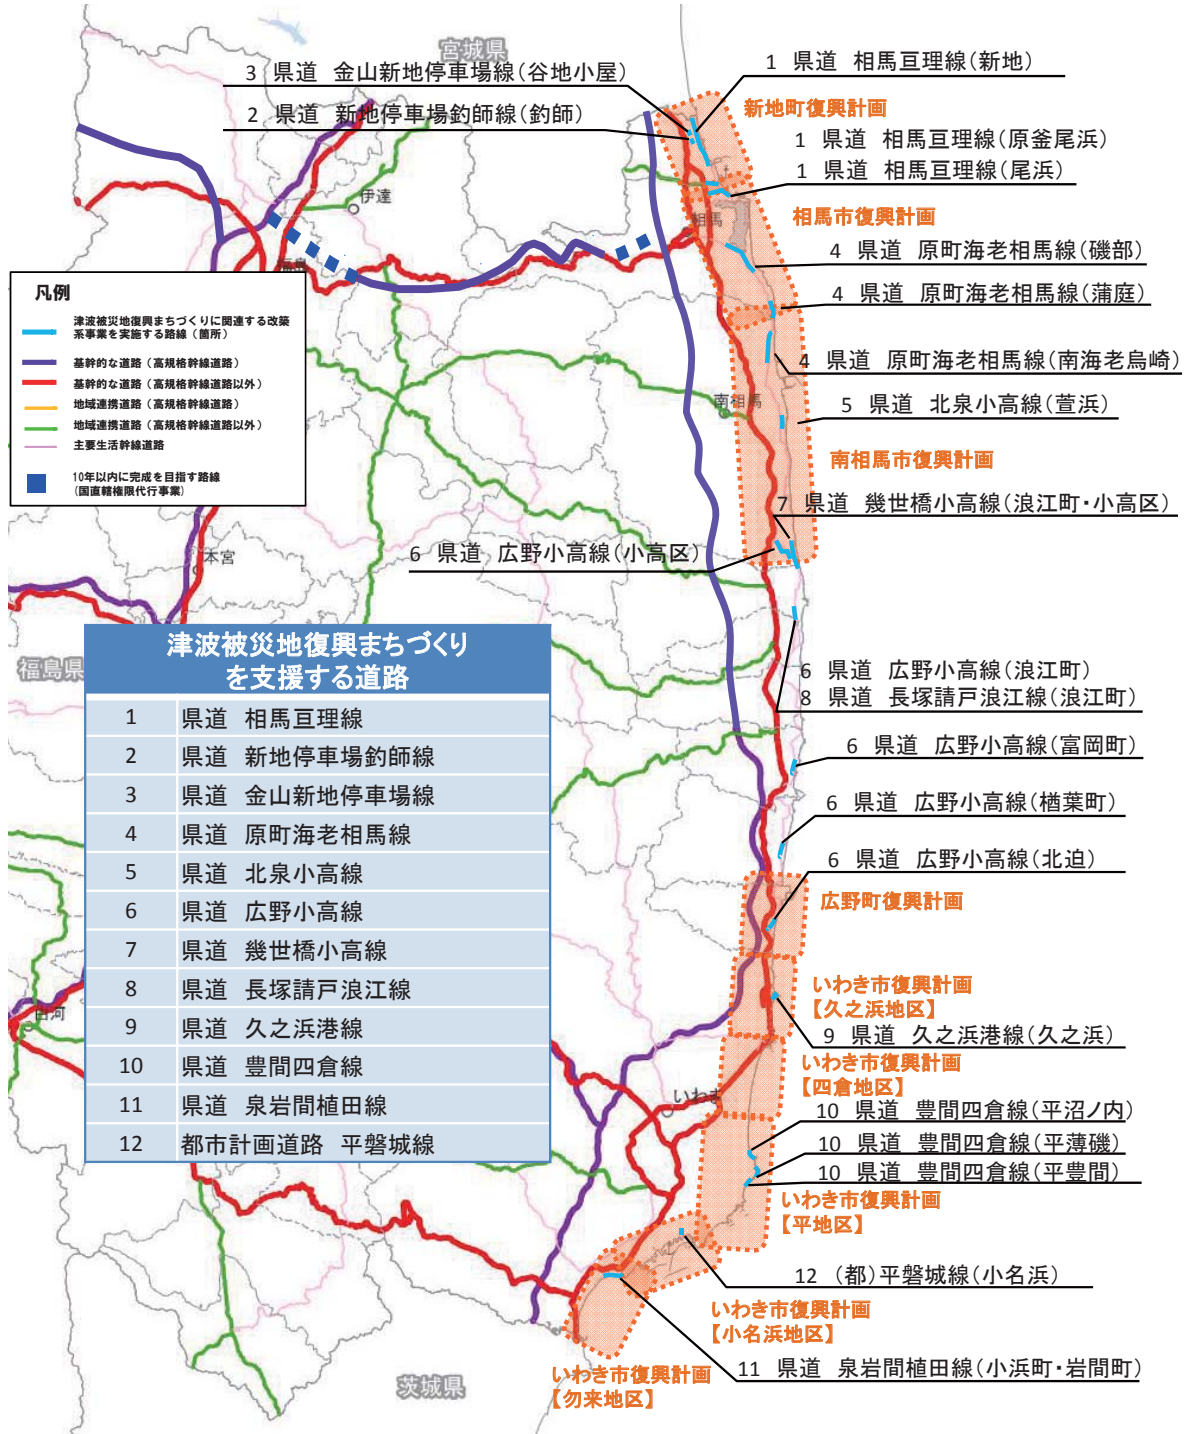 宮城県
3 県道 金山新地停車場線(谷地小屋)
1 県道 相馬亘理線(新地)
2 県道 新地停車場釣師線(釣師)
新地町復興計画
1 県道 相馬亘理線(原釜尾浜)
1 県道 相馬亘理線(尾浜)
伊達
相馬市復興計画
相馬
4 県道 原町海老相馬線(磯部)
福島
4 県道 原町海老相馬線(蒲庭)
凡例
津波被災地復興まちづくりに関連する改築
系事業を実施する路線(箇所)
基幹的な道路(高規格幹線道路)
基幹的な道路(高規格幹線道路以外)
地域連携道路(高規格幹線道路)
地域連携道路(高規格幹線道路以外)
主要生活幹線道路
10年以内に完成を目指す路線
(国直轄権限代行事業)
4 県道 原町海老相馬線(南海老烏崎)
南相馬
5 県道 北泉小高線(萱浜)
南相馬市復興計画
7 県道 幾世橋小高線(浪江町・小高区)
6 県道 広野小高線(小高区)
本宮
福島県
津波被災地復興まちづくり
を支援する道路
1 県道 相馬亘理線
2 県道 新地停車場釣師線
3 県道 金山新地停車場線
4 県道 原町海老相馬線
5 県道 北泉小高線
6 県道 広野小高線
7 県道 幾世橋小高線
8 県道 長塚請戸浪江線
9 県道 久之浜港線
10 県道 豊間四倉線
11 県道 泉岩間植田線
12 都市計画道路 平磐城線
6 県道 広野小高線(浪江町)
8 県道 長塚請戸浪江線(浪江町)
6 県道 広野小高線(富岡町)
6 県道 広野小高線(楢葉町)
6 県道 広野小高線(北迫)
広野町復興計画
いわき市復興計画
【久之浜地区】
白河
9 県道 久之浜港線(久之浜)
いわき市復興計画
【四倉地区】
いわき
10 県道 豊間四倉線(平沼ノ内)
10 県道 豊間四倉線(平薄磯)
10 県道 豊間四倉線(平豊間)
いわき市復興計画
【平地区】
12 (都)平磐城線(小名浜)
いわき市復興計画
【小名浜地区】
11 県道 泉岩間植田線(小浜町・岩間町)
いわき市復興計画
【勿来地区】
茨城県